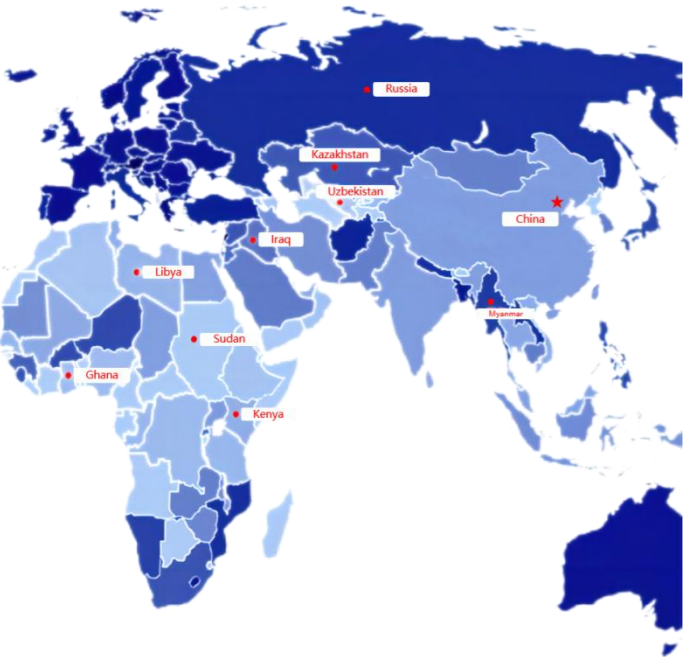 Russia
Kazakhstan
Uzbekistan
China
Iraq
Libya
Myanmar
Sudan
Ghana
Kenya